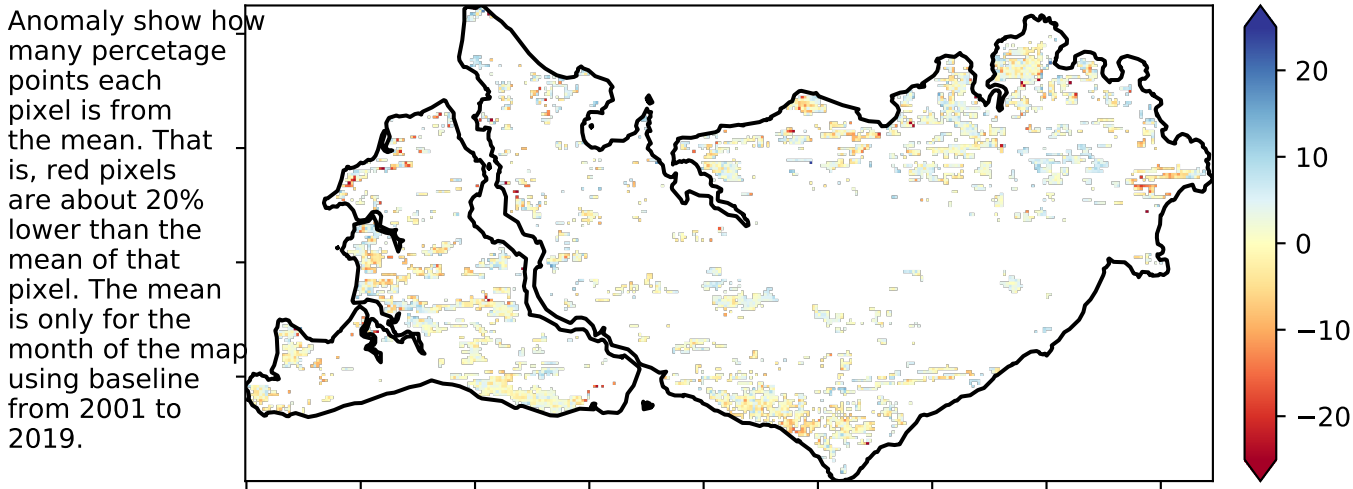 Anomaly show how
many percetage
points each
pixel is from
the mean. That
is, red pixels
are about 20%
lower than the
mean of that
pixel. The mean
is only for the
month of the map
using baseline
from 2001 to
2019.
20
10
0
−10
−20